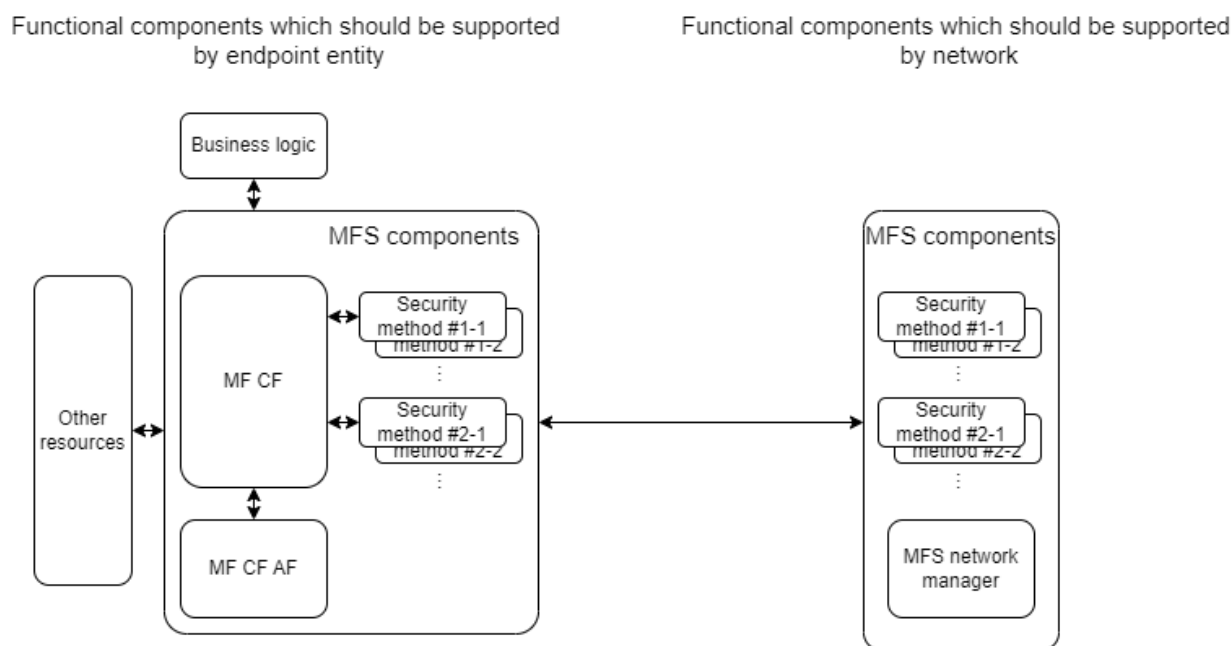 Functional components which should be supported
by endpoint entity
Functional components which should be supported
by network
Business logic
MFS components
MF CF
Security
method #1-1
method #1-2
Security
method #2-1
method #2-2
Other
resources
MF CF AF
MFS components
Security
method #1-1
method #1-2
Security
method #2-1
method #2-2
MFS network
manager